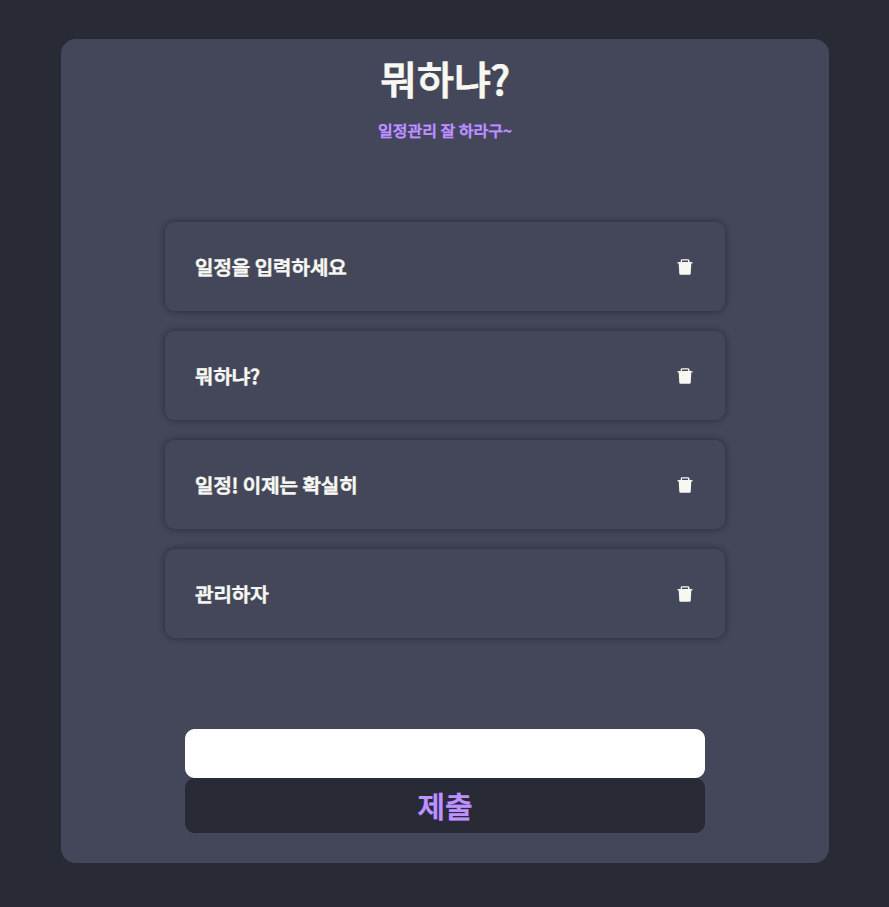 뭐하냐?
일정관리 잘 하라구~
일정을 입력하세요
뭐하냐?
일정! 이제는 확실히
관리하자
제출